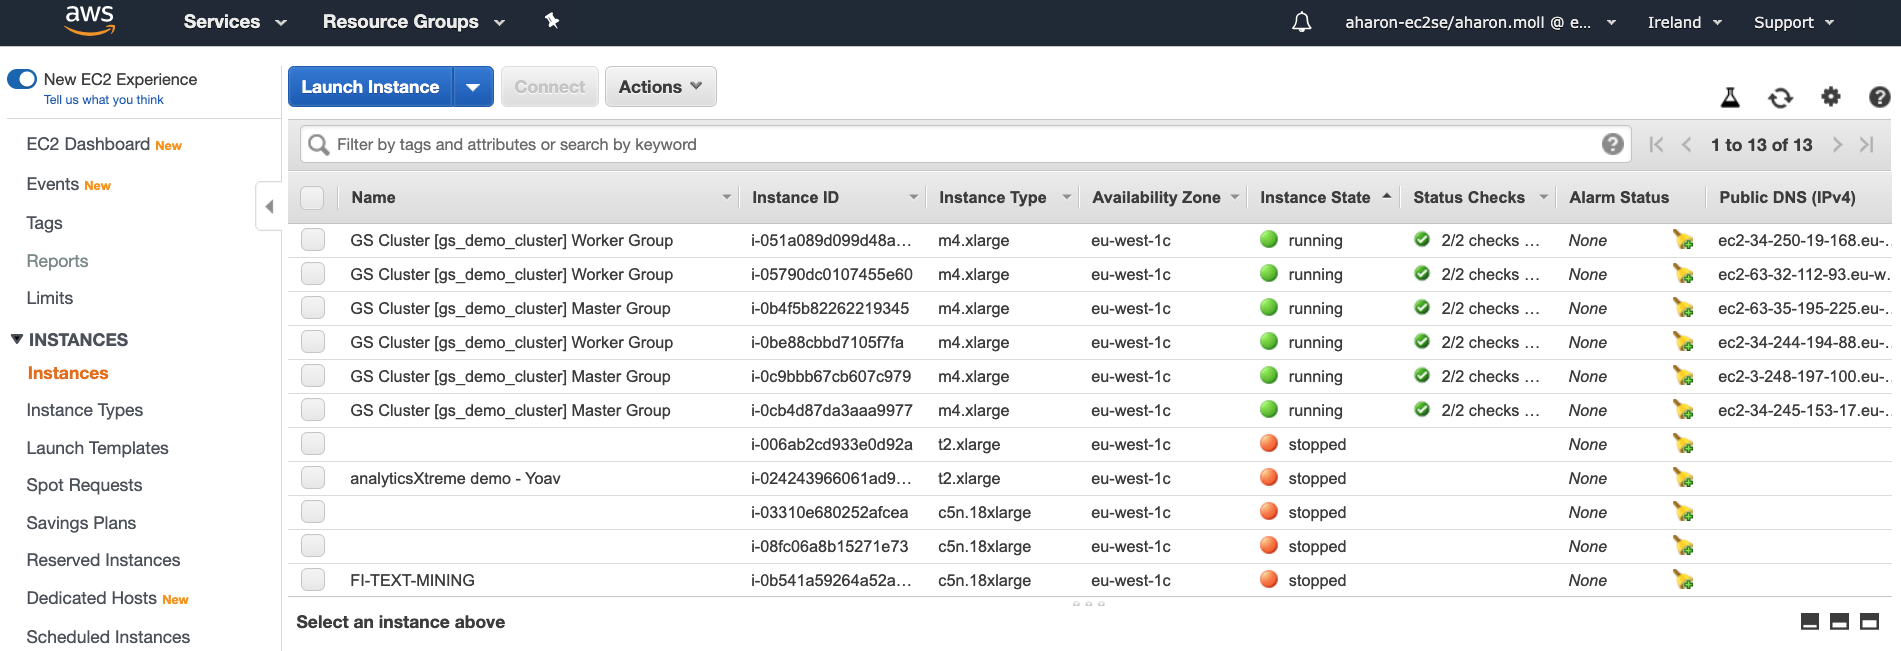 aws Services Resource Groups aharon-ec2se/aharon.moll @ e... Ireland Support
New EC2 Experience
Tell us what you think
EC2 Dashboard New
Events New
Tags
Reports
Limits
INSTANCES
Instances
Instance Types
Launch Templates
Spot Requests
Savings Plans
Reserved Instances
Dedicated Hosts New
Scheduled Instances
Launch Instance Connect Actions
Filter by tags and attributes or search by keyword 1 to 13 of 13
Name Instance ID Instance Type Availability Zone Instance State Status Checks Alarm Status Public DNS (IPv4)
GS Cluster [gs_demo_cluster] Worker Group i-051a089d099d48a... m4.xlarge eu-west-1c running 2/2 checks ... None ec2-34-250-19-168.eu-...
GS Cluster [gs_demo_cluster] Worker Group i-05790dc0107455e60 m4.xlarge eu-west-1c running 2/2 checks ... None ec2-63-32-112-93.eu-w...
GS Cluster [gs_demo_cluster] Master Group i-0b4f5b82262219345 m4.xlarge eu-west-1c running 2/2 checks ... None ec2-63-35-195-225.eu-...
GS Cluster [gs_demo_cluster] Worker Group i-0be88cbbd7105f7fa m4.xlarge eu-west-1c running 2/2 checks ... None ec2-34-244-194-88.eu-...
GS Cluster [gs_demo_cluster] Master Group i-0c9bbb67cb607c979 m4.xlarge eu-west-1c running 2/2 checks ... None ec2-3-248-197-100.eu-...
GS Cluster [gs_demo_cluster] Master Group i-0cb4d87da3aaa9977 m4.xlarge eu-west-1c running 2/2 checks ... None ec2-34-245-153-17.eu-...
i-006ab2cd933e0d92a t2.xlarge eu-west-1c stopped None
analyticsXtreme demo - Yoav i-024243966061ad9... t2.xlarge eu-west-1c stopped None
i-03310e680252afcea c5n.18xlarge eu-west-1c stopped None
i-08fc06a8b15271e73 c5n.18xlarge eu-west-1c stopped None
FI-TEXT-MINING i-0b541a59264a52a... c5n.18xlarge eu-west-1c stopped None
Select an instance above